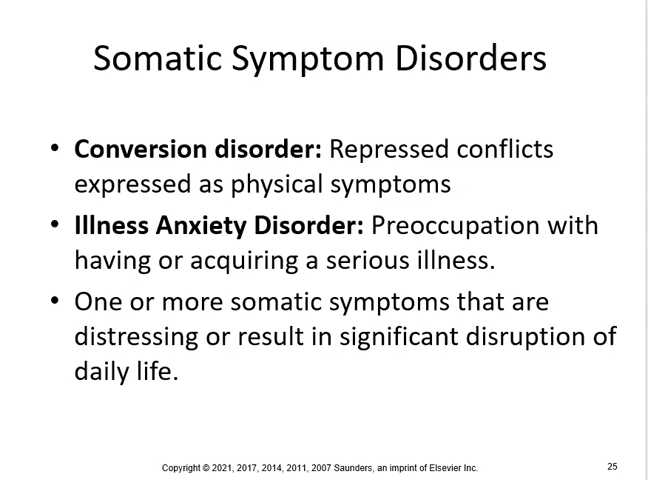 Somatic Symptom Disorders
• Conversion disorder: Repressed conflicts
expressed as physical symptoms
• Illness Anxiety Disorder: Preoccupation with
having or acquiring a serious illness.
• One or more somatic symptoms that are
distressing or result in significant disruption of
daily life.
Copyright © 2021, 2017, 2014, 2011, 2007 Saunders, an imprint of Elsevier Inc.
25